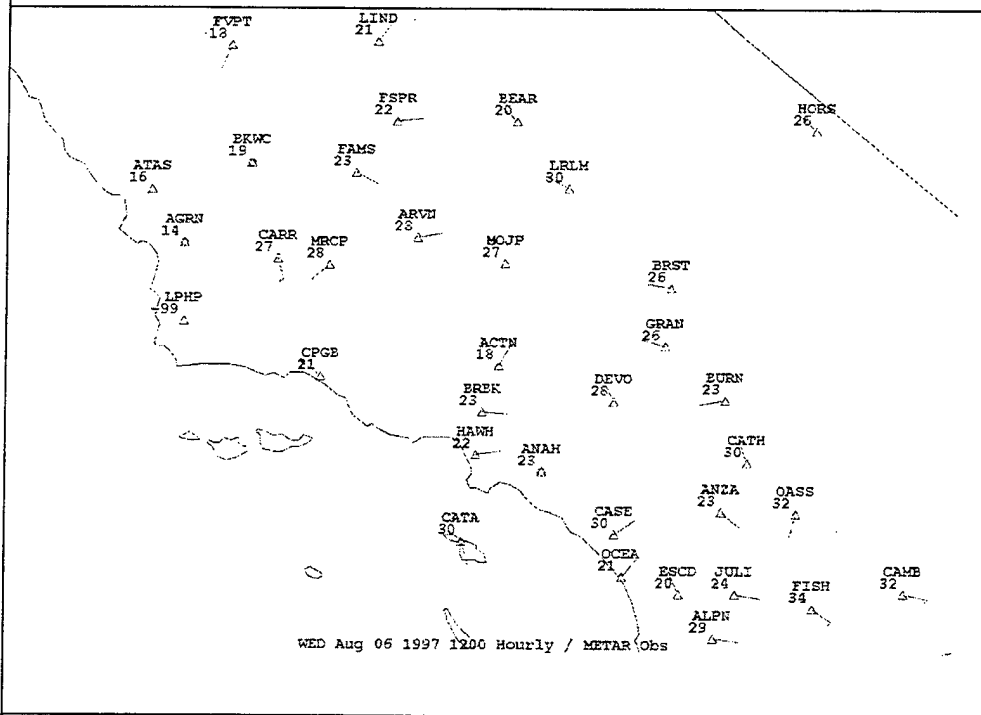 FVPT
18
LIND
21
FSPR
22
BEAR
20
HORS
26
BKWC
19
FAMS
23
ATAS
16
LRLM
30
AGRN
14
CARR
27
MRCP
28
ARVN
28
MOJP
27
BRST
26
LPHP
-99
GRAN
26
CPGB
21
ACTN
18
DEVO
28
BURN
23
BRBK
23
HAWH
22
ANAH
23
CATH
30
ANZA
23
OASS
32
CASE
30
CATA
30
OCEA
21
ESCD
20
JULI
24
FISH
34
CAMB
32
ALPN
29
WED Aug 06 1997 1200 Hourly / METAR Obs